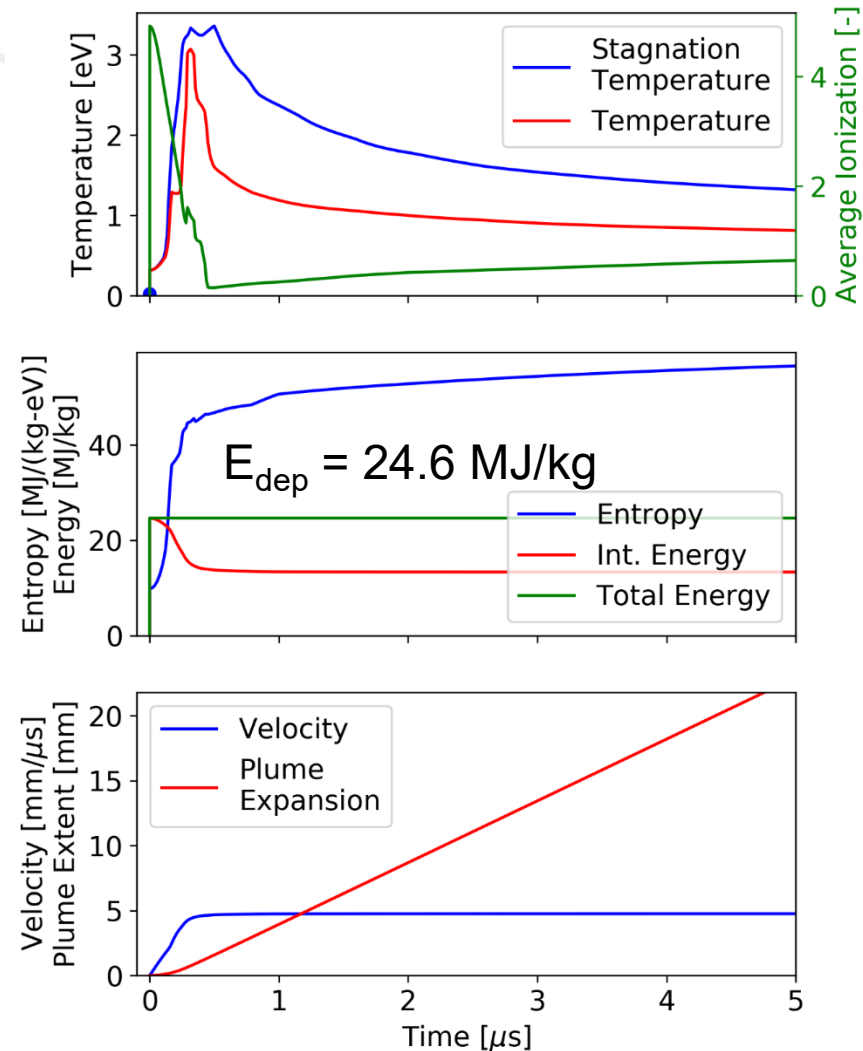 Temperature [eV]
3
2
1
0
Stagnation
Temperature
Temperature
4
2
0
Average Ionization [-]
Entropy [MJ/(kg-eV)]
Energy [MJ/kg]
40
20
0
E_dep = 24.6 MJ/kg
Entropy
Int. Energy
Total Energy
Velocity [mm/μs]
Plume Extent [mm]
20
15
10
5
0
Velocity
Plume
Expansion
0 1 2 3 4 5
Time [μs]